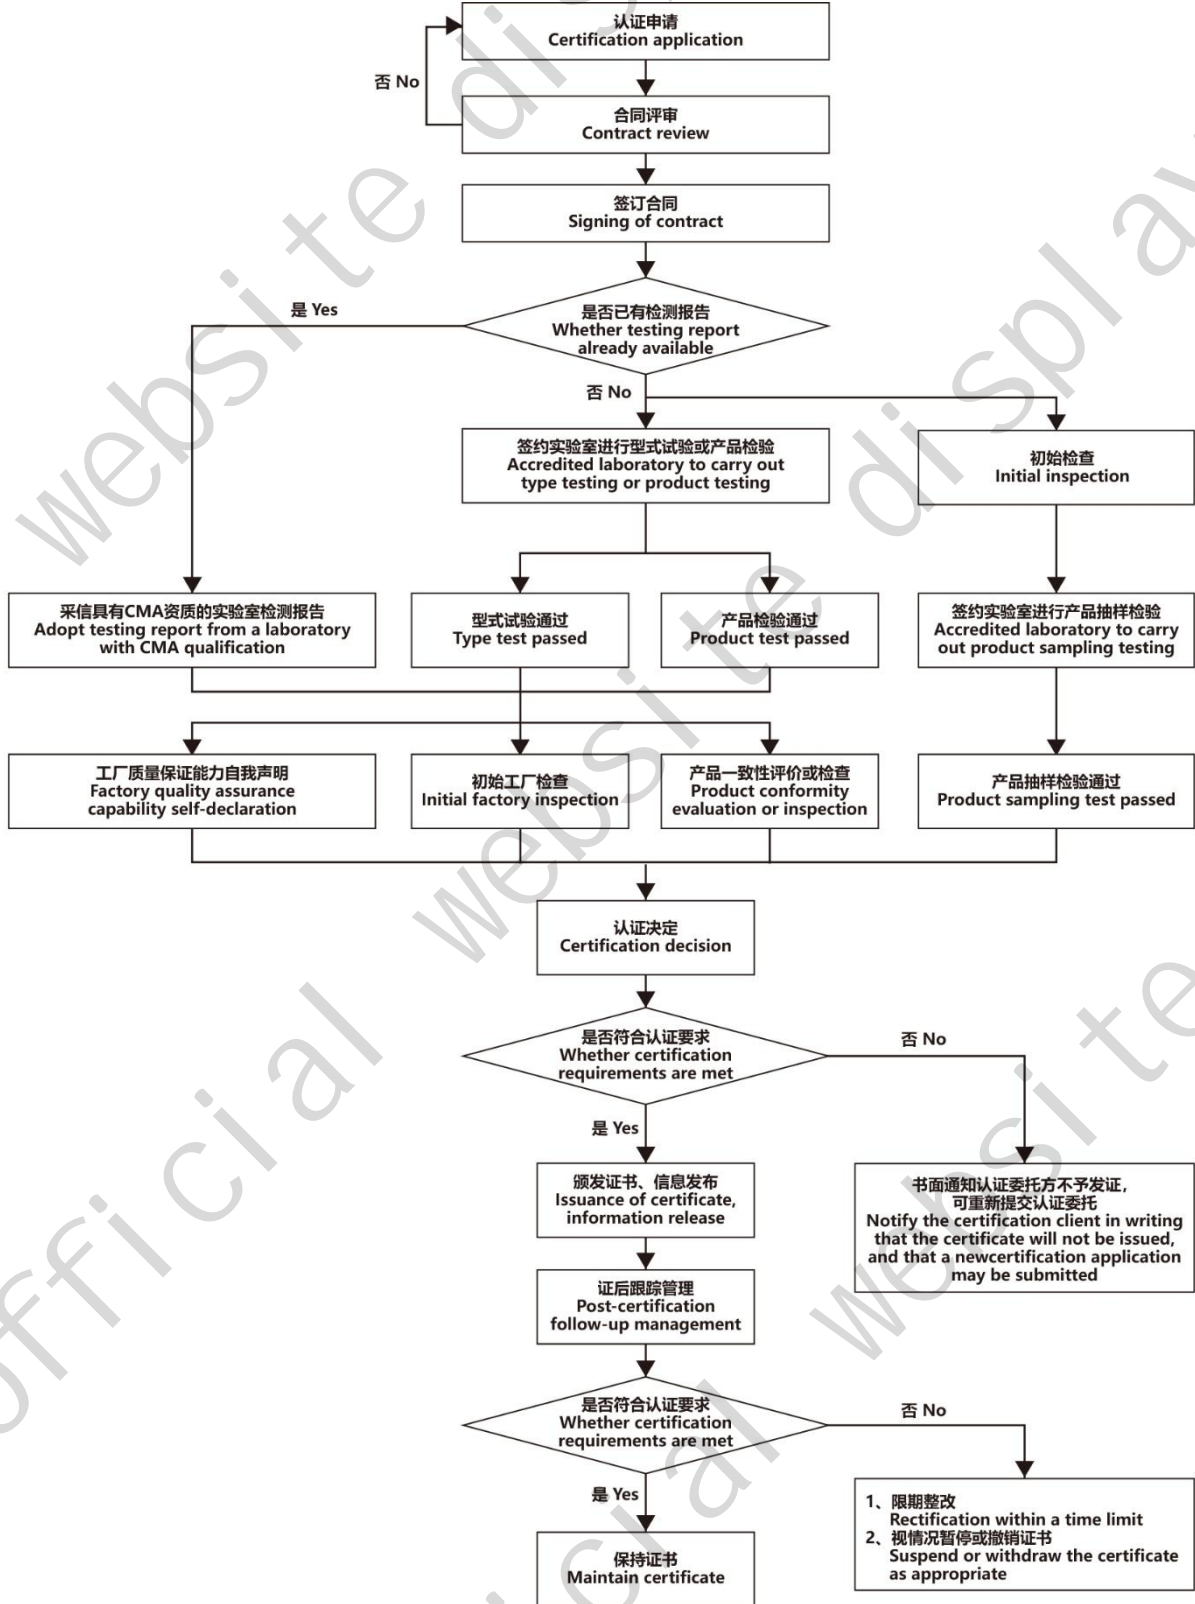 认证申请
Certification application
否 No
合同评审
Contract review
签订合同
Signing of contract
是 Yes
是否已有检测报告
Whether testing report
already available
否 No
签约实验室进行型式试验或产品检验
Accredited laboratory to carry out
type testing or product testing
初始检查
Initial inspection
采信具有CMA资质的实验室检测报告
Adopt testing report from a laboratory
with CMA qualification
型式试验通过
Type test passed
产品检验通过
Product test passed
签约实验室进行产品抽样检验
Accredited laboratory to carry
out product sampling testing
工厂质量保证能力自我声明
Factory quality assurance
capability self-declaration
初始工厂检查
Initial factory inspection
产品一致性评价或检查
Product conformity
evaluation or inspection
产品抽样检验通过
Product sampling test passed
认证决定
Certification decision
是否符合认证要求
Whether certification
requirements are met
否 No
是 Yes
颁发证书、信息发布
Issuance of certificate,
information release
书面通知认证委托方不予发证,
可重新提交认证委托
Notify the certification client in writing
that the certificate will not be issued,
and that a newcertification application
may be submitted
证后跟踪管理
Post-certification
follow-up management
是否符合认证要求
Whether certification
requirements are met
否 No
是 Yes
1、限期整改
Rectification within a time limit
2、视情况暂停或撤销证书
Suspend or withdraw the certificate
as appropriate
保持证书
Maintain certificate
website display
official website display
official website